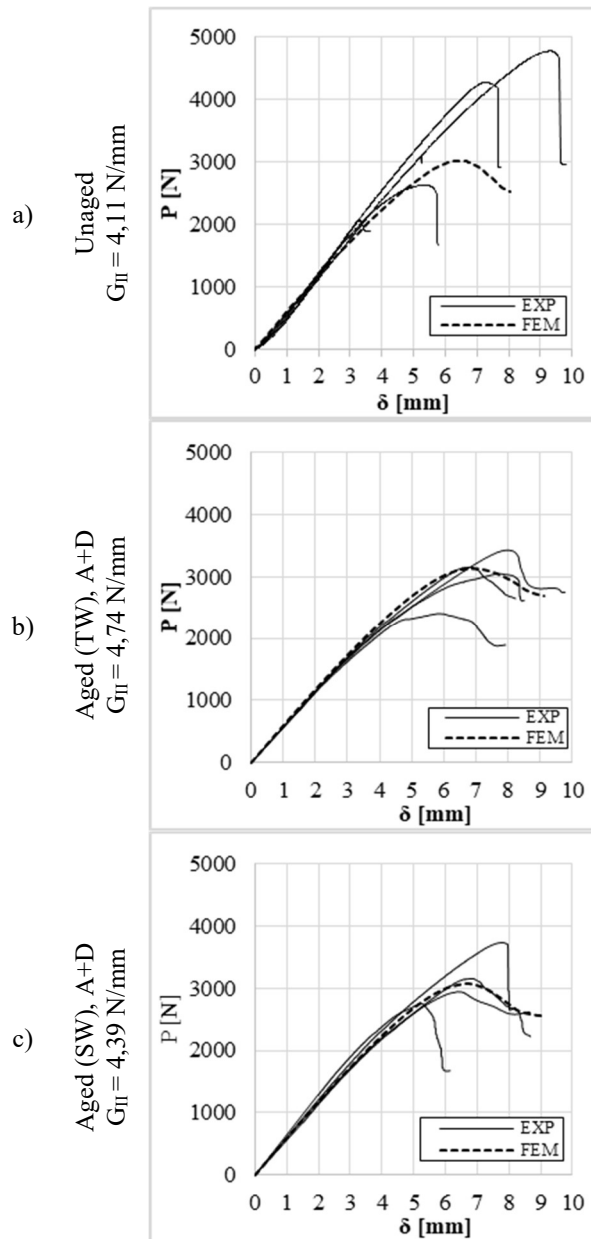 a)
Unaged
G_II = 4,11 N/mm
P [N]
5000
4000
3000
2000
1000
0
EXP
FEM
0 1 2 3 4 5 6 7 8 9 10
δ [mm]
b)
Aged (TW), A+D
G_II = 4,74 N/mm
P [N]
5000
4000
3000
2000
1000
0
EXP
FEM
0 1 2 3 4 5 6 7 8 9 10
δ [mm]
c)
Aged (SW), A+D
G_II = 4,39 N/mm
P [N]
5000
4000
3000
2000
1000
0
EXP
FEM
0 1 2 3 4 5 6 7 8 9 10
δ [mm]